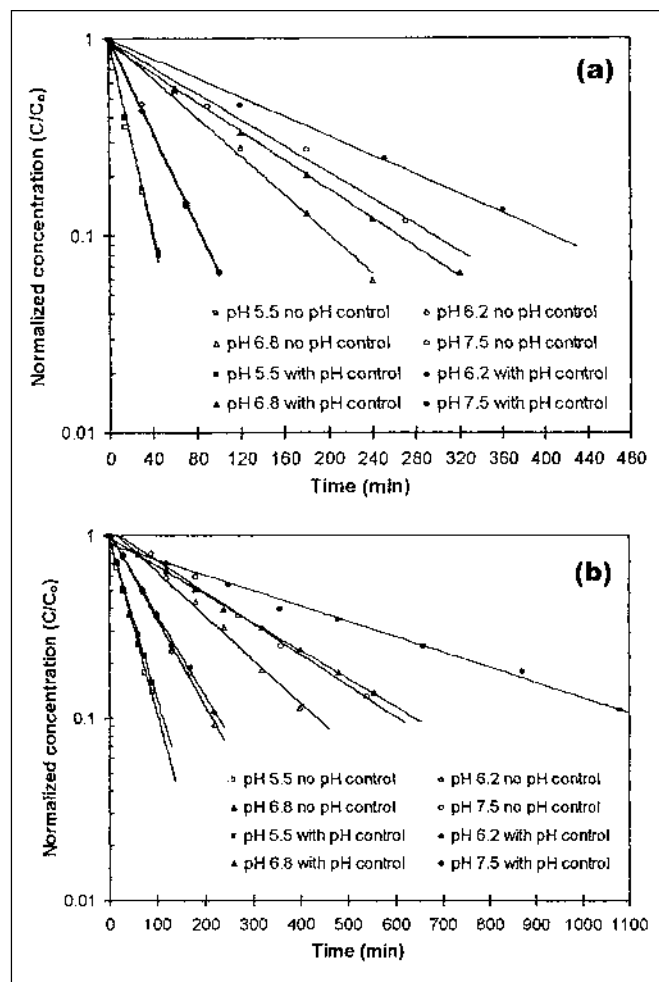 (a)
Normalized concentration (C/C₀)
1
0.1
0.01
pH 5.5 no pH control
pH 6.2 no pH control
pH 6.8 no pH control
pH 7.5 no pH control
pH 5.5 with pH control
pH 6.2 with pH control
pH 6.8 with pH control
pH 7.5 with pH control
0 40 80 120 160 200 240 280 320 360 400 440 480
Time (min)
(b)
Normalized concentration (C/C₀)
1
0.1
0.01
pH 5.5 no pH control
pH 6.2 no pH control
pH 6.8 no pH control
pH 7.5 no pH control
pH 5.5 with pH control
pH 6.2 with pH control
pH 6.8 with pH control
pH 7.5 with pH control
0 100 200 300 400 500 600 700 800 900 1000 1100
Time (min)